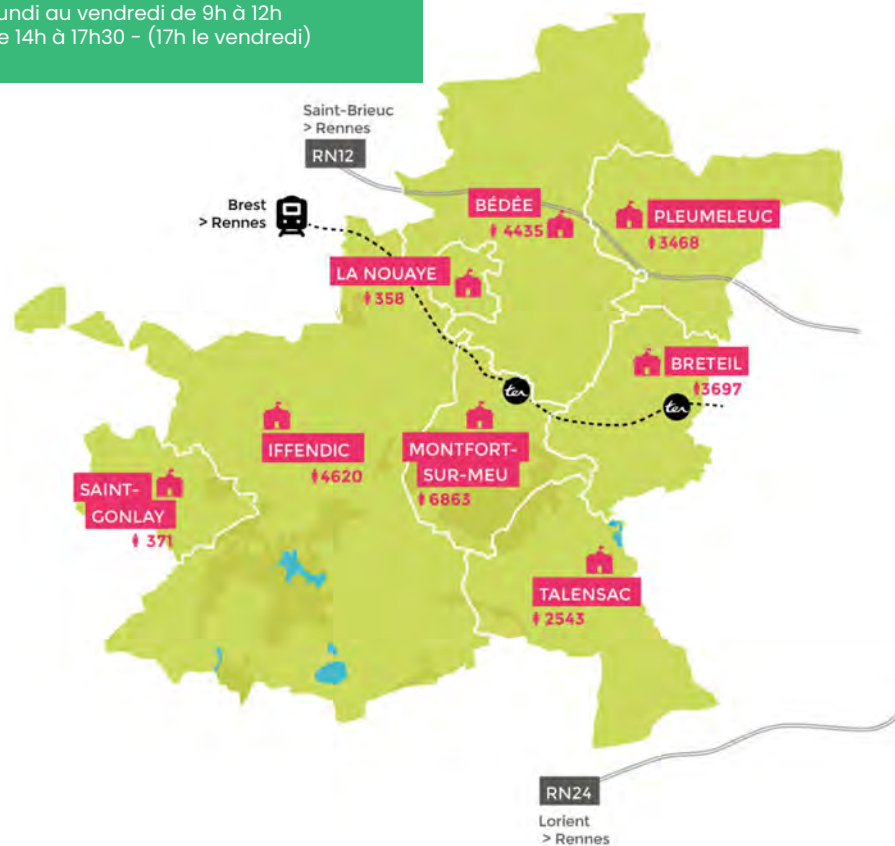 undi au vendredi de 9h à 12h
e 14h à 17h30 - (17h le vendredi)
Saint-Brieuc
> Rennes
RN12
Brest
> Rennes
BÉDÉE
4435
PLEUMELEUC
3468
LA NOUAYE
358
BRETEIL
3697
ter
ter
IFFENDIC
4620
MONTFORT-
SUR-MEU
6863
SAINT-
GONLAY
371
TALENSAC
2543
RN24
Lorient
> Rennes